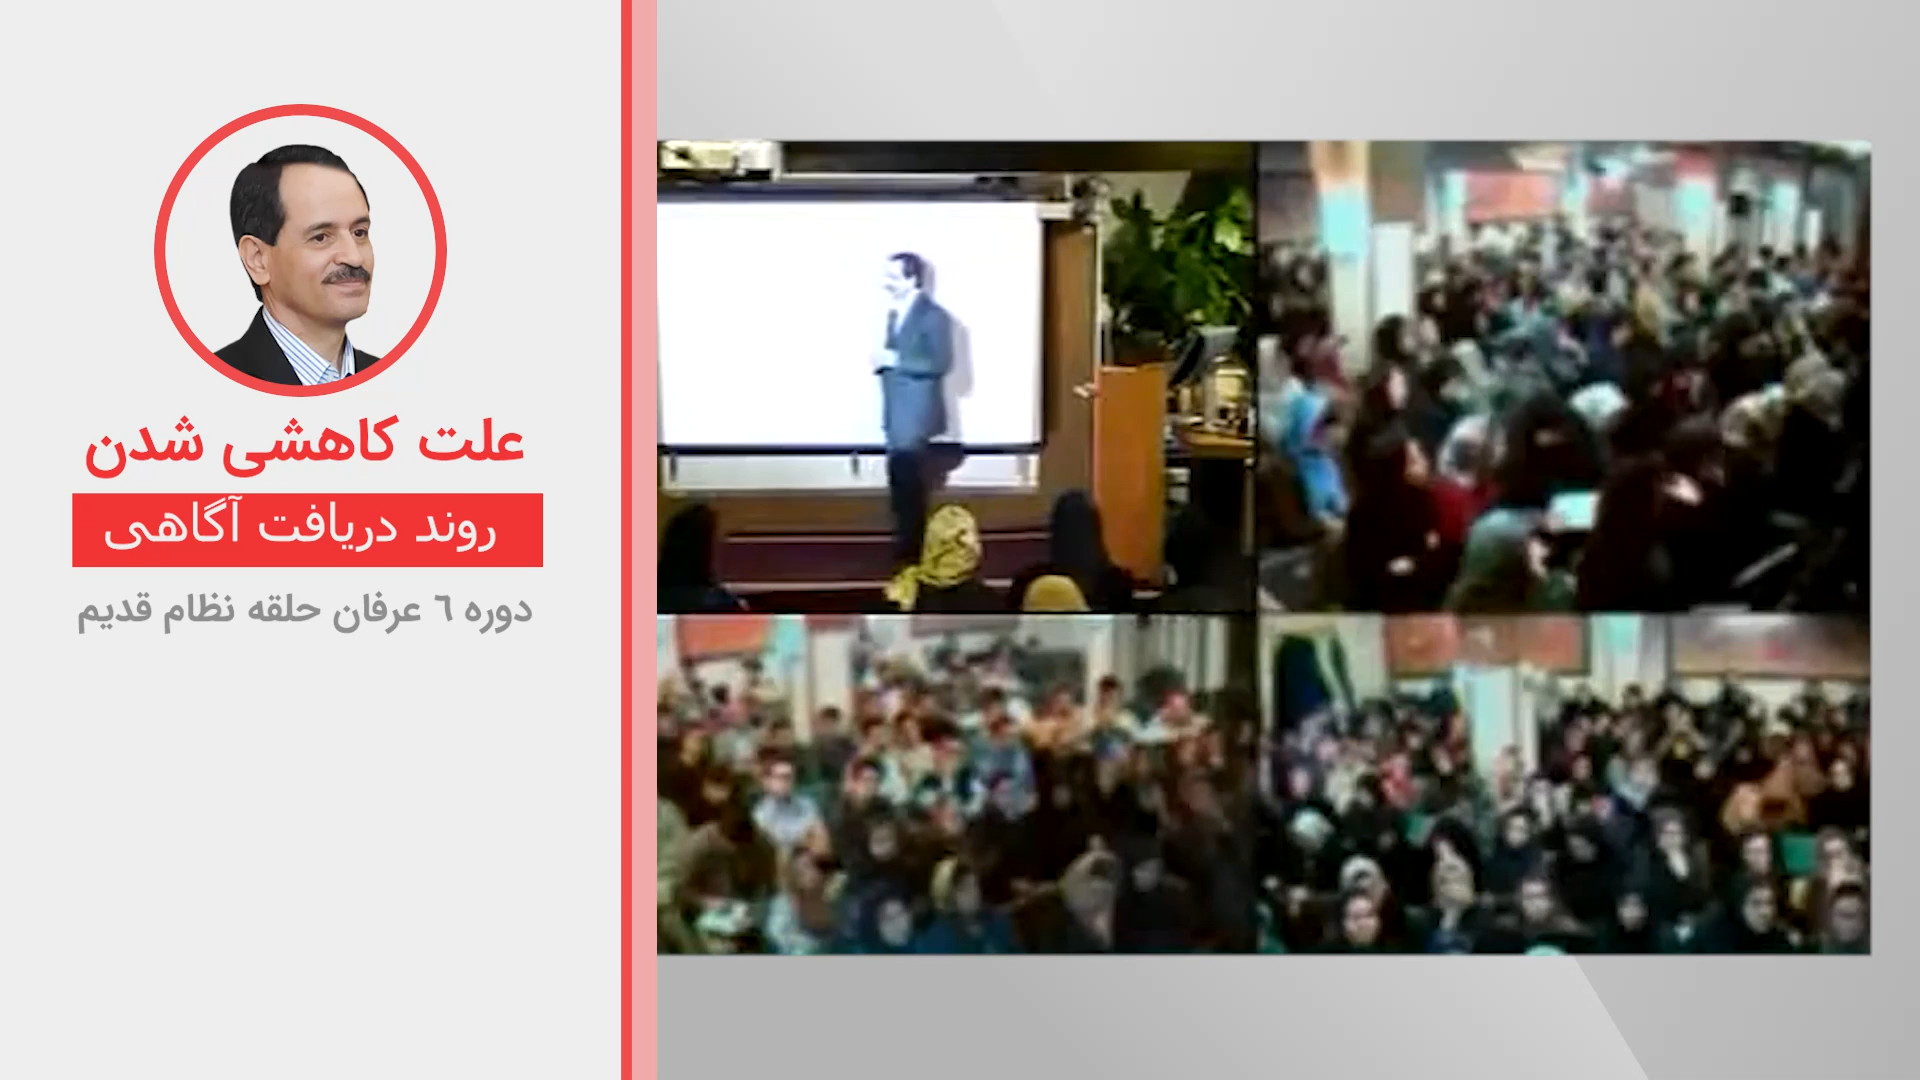 علت کاهشی شدن
روند دریافت آگاهی
دوره ٦ عرفان حلقه نظام قدیم